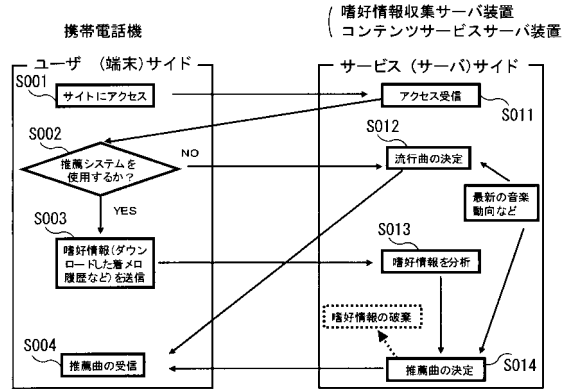 携帯電話機
嗜好情報収集サーバ装置
コンテンツサービスサーバ装置
ユーザ （端末）サイド
サービス（サーバ）サイド
S001
サイトにアクセス
アクセス受信
S011
S002
推薦システムを
使用するか？
NO
YES
S012
流行曲の決定
最新の音楽
動向など
S003
嗜好情報（ダウン
ロードした着メロ
履歴など）を送信
S013
嗜好情報を分析
嗜好情報の破棄
S004
推薦曲の受信
推薦曲の決定
S014